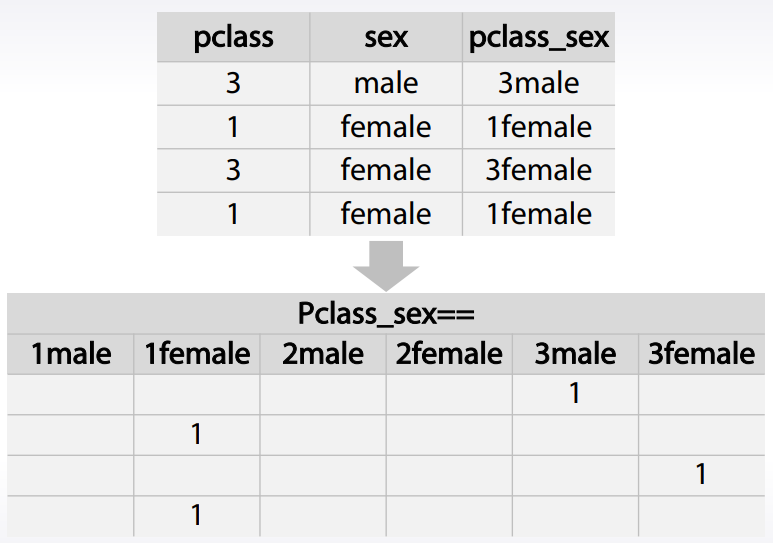 pclass sex pclass_sex
3 male 3male
1 female 1female
3 female 3female
1 female 1female
Pclass_sex==
1male 1female 2male 2female 3male 3female
1
1
1
1